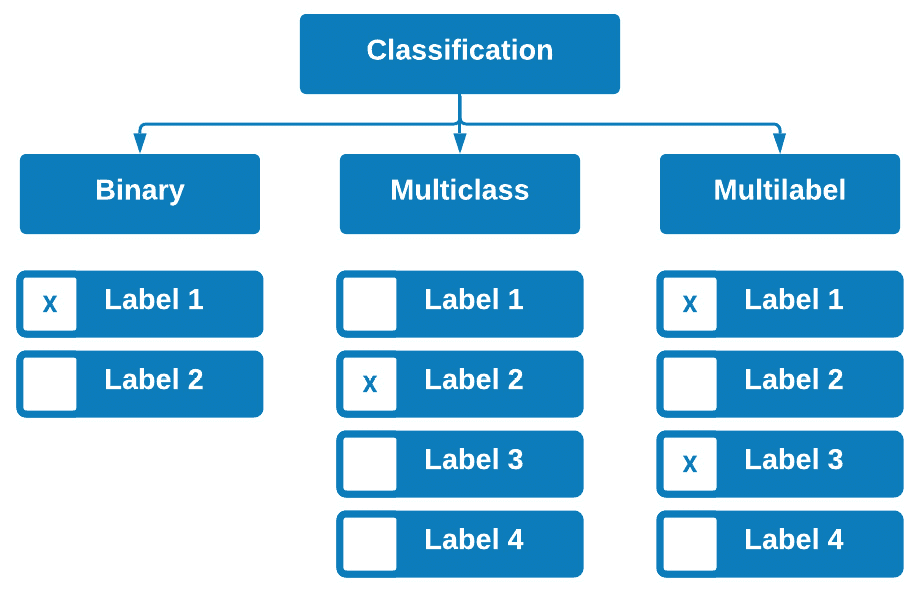 Classification
Binary
Multiclass
Multilabel
x Label 1
Label 2
Label 1
x Label 2
Label 3
Label 4
x Label 1
Label 2
x Label 3
Label 4